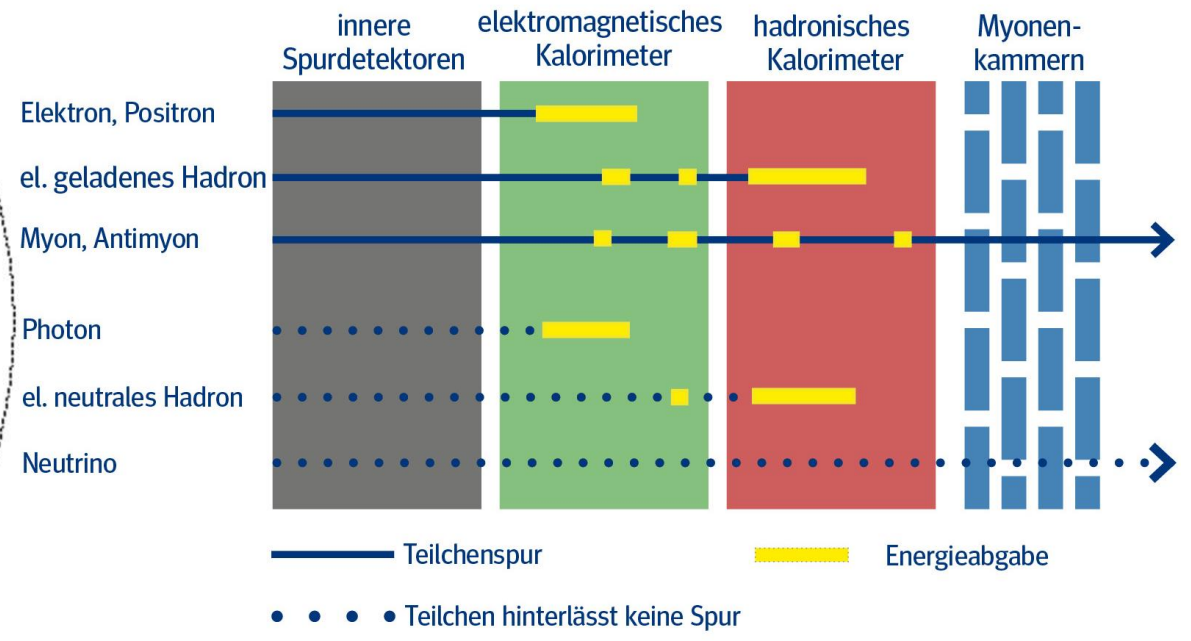 innere
Spurdetektoren
elektromagnetisches
Kalorimeter
hadronisches
Kalorimeter
Myonen-
kammern
Elektron, Positron
el. geladenes Hadron
Myon, Antimyon
Photon
el. neutrales Hadron
Neutrino
Teilchenspur
Energieabgabe
Teilchen hinterlässt keine Spur